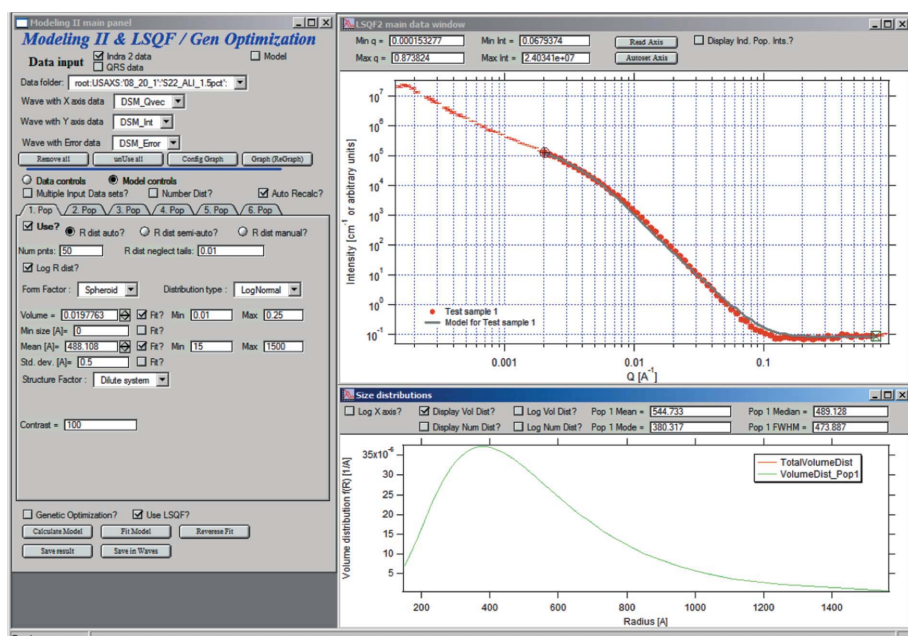 Modeling II main panel
Modeling II & LSQF / Gen Optimization
Data input Indra 2 data Model
QRS data
Data folder: root:USAXS:'08_20_1':'S22_ALI_1.5pct':
Wave with X axis data DSM_Qvec
Wave with Y axis data DSM_Int
Wave with Error data DSM_Error
Remove all unUse all Config Graph Graph (ReGraph)
Data controls Model controls
Multiple Input Data sets? Number Dist? Auto Recalc?
1. Pop 2. Pop 3. Pop 4. Pop 5. Pop 6. Pop
Use? R dist auto? R dist semi-auto? R dist manual?
Num pnts: 50 R dist neglect tails: 0.01
Log R dist?
Form Factor : Spheroid Distribution type : LogNormal
Volume = 0.0197763 Fit? Min 0.01 Max 0.25
Min size [A]= 0 Fit?
Mean [A]= 488.108 Fit? Min 15 Max 1500
Std. dev. [A]= 0.5 Fit?
Structure Factor : Dilute system
Contrast = 100
Genetic Optimization? Use LSQF?
Calculate Model Fit Model Reverese Fit
Save result Save in Waves
LSQF2 main data window
Min q = 0.000153277 Min Int = 0.0679374 Read Axis Display Ind. Pop. Ints.?
Max q = 0.873824 Max Int = 2.40341e+07 Autoset Axis
Intensity [cm⁻¹ or arbitrary units]
10⁷
10⁶
10⁵
10⁴
10³
10²
10¹
10⁰
10⁻¹
Test sample 1
Model for Test sample 1
0.001 0.01 0.1 1
Q [A⁻¹]
Size distributions
Log X axis? Display Vol Dist? Log Vol Dist? Pop 1 Mean = 544.733 Pop 1 Median = 489.128
Display Num Dist? Log Num Dist? Pop 1 Mode = 380.317 Pop 1 FWHM = 473.887
Volume distribution f(R) [1/A]
35x10⁻⁶
30
25
20
15
10
5
TotalVolumeDist
VolumeDist_Pop1
200 400 600 800 1000 1200 1400
Radius [A]